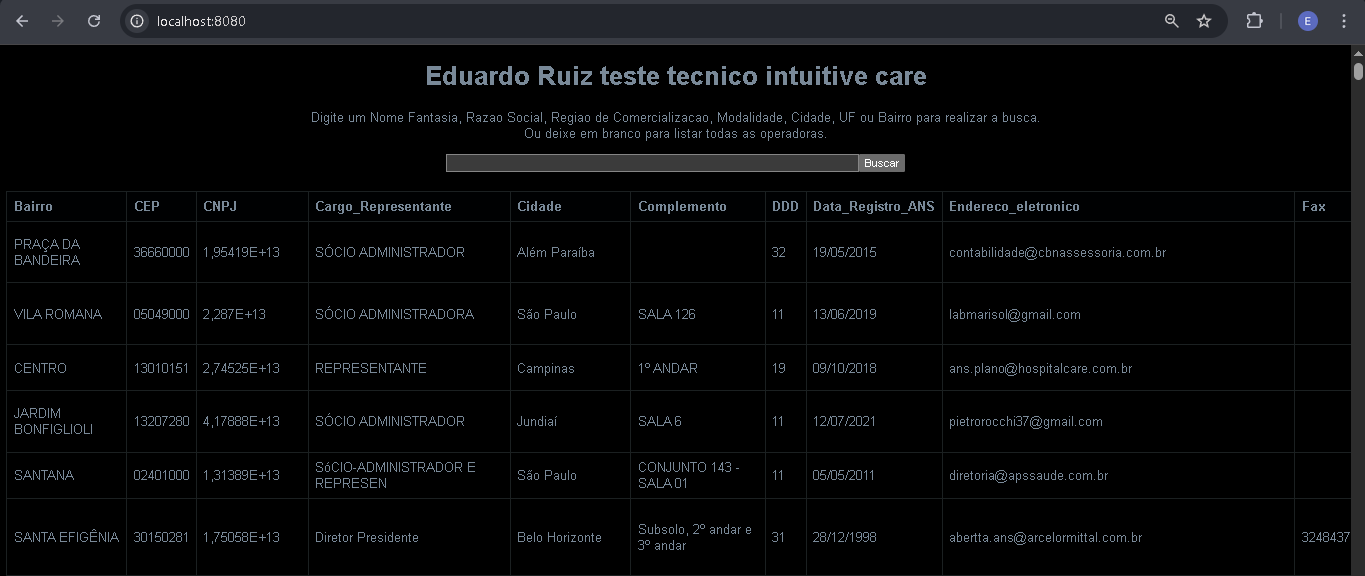 localhost:8080
E
Eduardo Ruiz teste tecnico intuitive care
Digite um Nome Fantasia, Razao Social, Regiao de Comercializacao, Modalidade, Cidade, UF ou Bairro para realizar a busca.
Ou deixe em branco para listar todas as operadoras.
Buscar
Bairro CEP CNPJ Cargo_Representante Cidade Complemento DDD Data_Registro_ANS Endereco_eletronico Fax
PRAÇA DA
BANDEIRA 36660000 1,95419E+13 SÓCIO ADMINISTRADOR Além Paraíba 32 19/05/2015 contabilidade@cbnassessoria.com.br
VILA ROMANA 05049000 2,287E+13 SÓCIO ADMINISTRADORA São Paulo SALA 126 11 13/06/2019 labmarisol@gmail.com
CENTRO 13010151 2,74525E+13 REPRESENTANTE Campinas 1º ANDAR 19 09/10/2018 ans.plano@hospitalcare.com.br
JARDIM
BONFIGLIOLI 13207280 4,17888E+13 SÓCIO ADMINISTRADOR Jundiaí SALA 6 11 12/07/2021 pietrorocchi37@gmail.com
SANTANA 02401000 1,31389E+13 SóCIO-ADMINISTRADOR E
REPRESEN São Paulo CONJUNTO 143 -
SALA 01 11 05/05/2011 diretoria@apssaude.com.br
SANTA EFIGÊNIA 30150281 1,75058E+13 Diretor Presidente Belo Horizonte Subsolo, 2º andar e
3º andar 31 28/12/1998 abertta.ans@arcelormittal.com.br 3248437